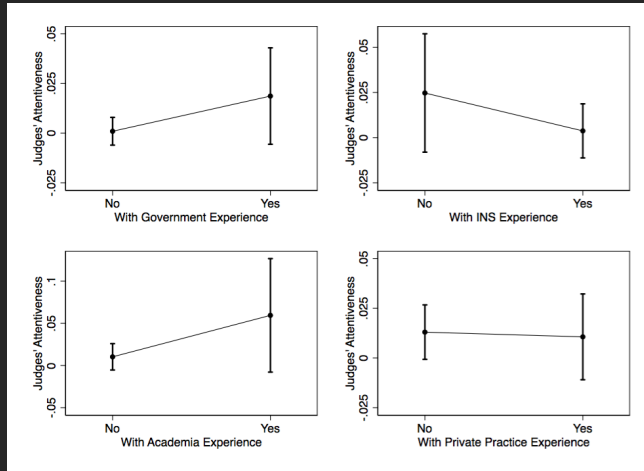 Judges' Attentiveness
.05
.025
0
-.025
No
Yes
With Government Experience
Judges' Attentiveness
.05
.025
0
-.025
No
Yes
With INS Experience
Judges' Attentiveness
.1
.05
0
-.05
No
Yes
With Academia Experience
Judges' Attentiveness
.05
.025
0
-.025
No
Yes
With Private Practice Experience